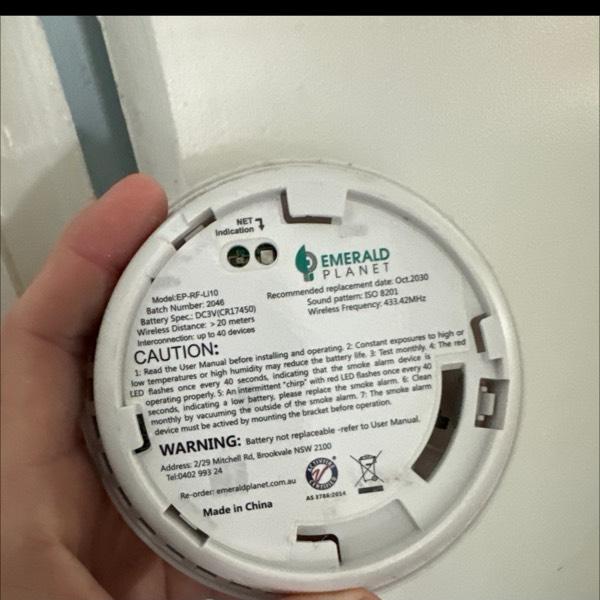 NET
Indication
EMERALD
PLANET
Model:EP-RF-Li10
Batch Number: 2046
Battery Spec.: DC3V(CR17450)
Wireless Distance: > 20 meters
Interconnection: up to 40 devices
Recommended replacement date: Oct.2030
Sound pattern: ISO 8201
Wireless Frequency: 433.42MHz
CAUTION:
1: Read the User Manual before installing and operating. 2: Constant exposures to high or
low temperatures or high humidity may reduce the battery life. 3: Test monthly. 4: The red
LED flashes once every 40 seconds, indicating that the smoke alarm device is
operating properly. 5: An intermittent "chirp" with red LED flashes once every 40
seconds, indicating a low battery, please replace the smoke alarm. 6: Clean
monthly by vacuuming the outside of the smoke alarm. 7: The smoke alarm
device must be actived by mounting the bracket before operation.
WARNING: Battery not replaceable -refer to User Manual.
Address: 2/29 Mitchell Rd, Brookvale NSW 2100
Tel:0402 993 24
Re-order: emeraldplanet.com.au
AS 3786:2014
Made in China